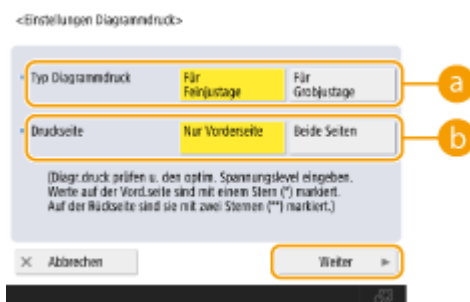 <Einstellungen Diagrammdruck>
Typ Diagrammdruck
Für
Feinjustage
Für
Grobjustage
a
Druckseite
Nur Vorderseite
Beide Seiten
b
(Diagr.druck prüfen u. den optim. Spannungslevel eingeben.
Werte auf der Vord.seite sind mit einem Stern (*) markiert.
Auf der Rückseite sind sie mit zwei Sternen (**) markiert.)
Abbrechen
Weiter